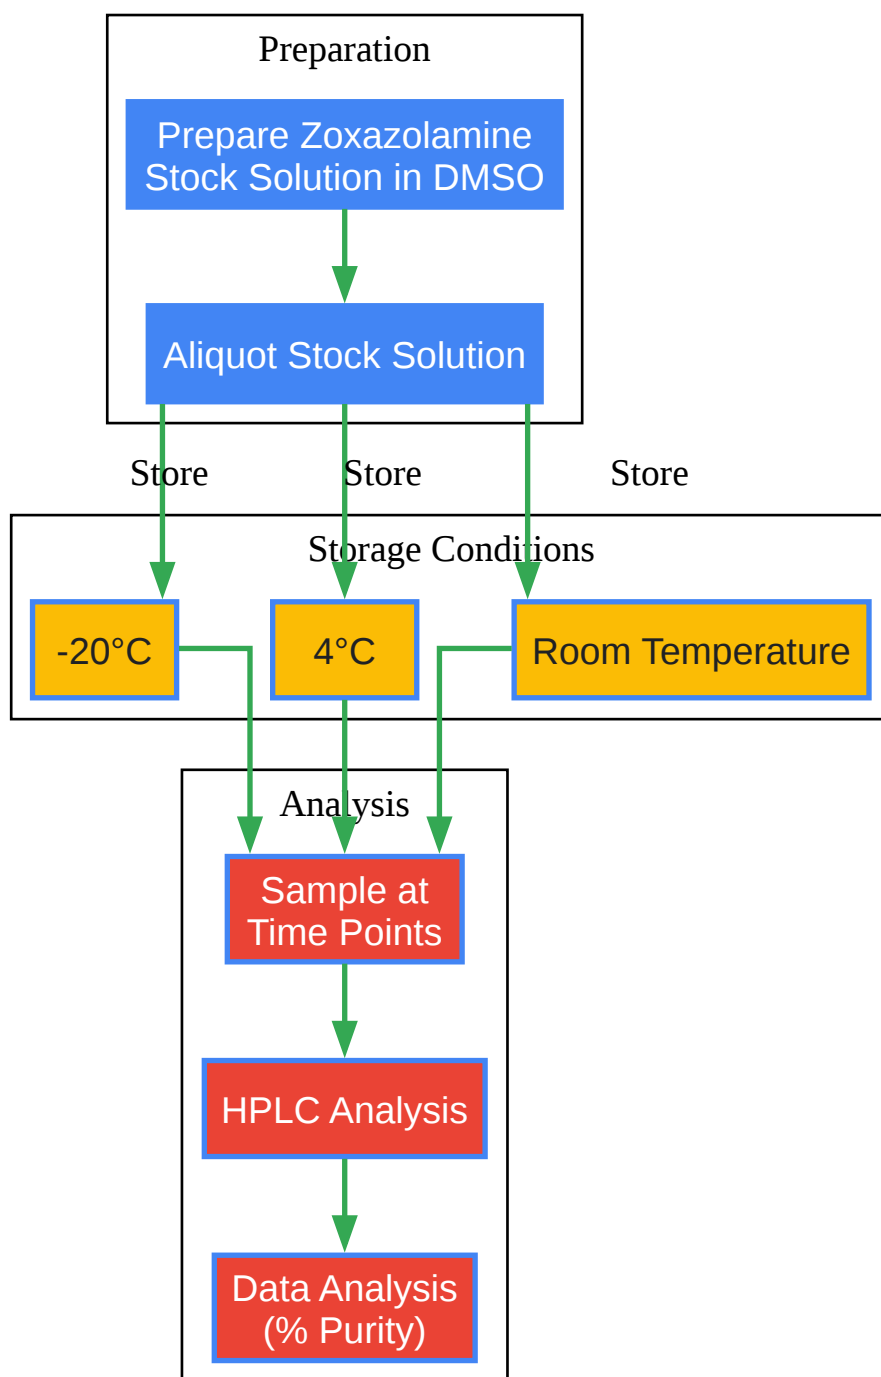 Preparation
Prepare Zoxazolamine
Stock Solution in DMSO
Aliquot Stock Solution
Store Store Store
Storage Conditions
-20°C 4°C Room Temperature
Analysis
Sample at
Time Points
HPLC Analysis
Data Analysis
(% Purity)